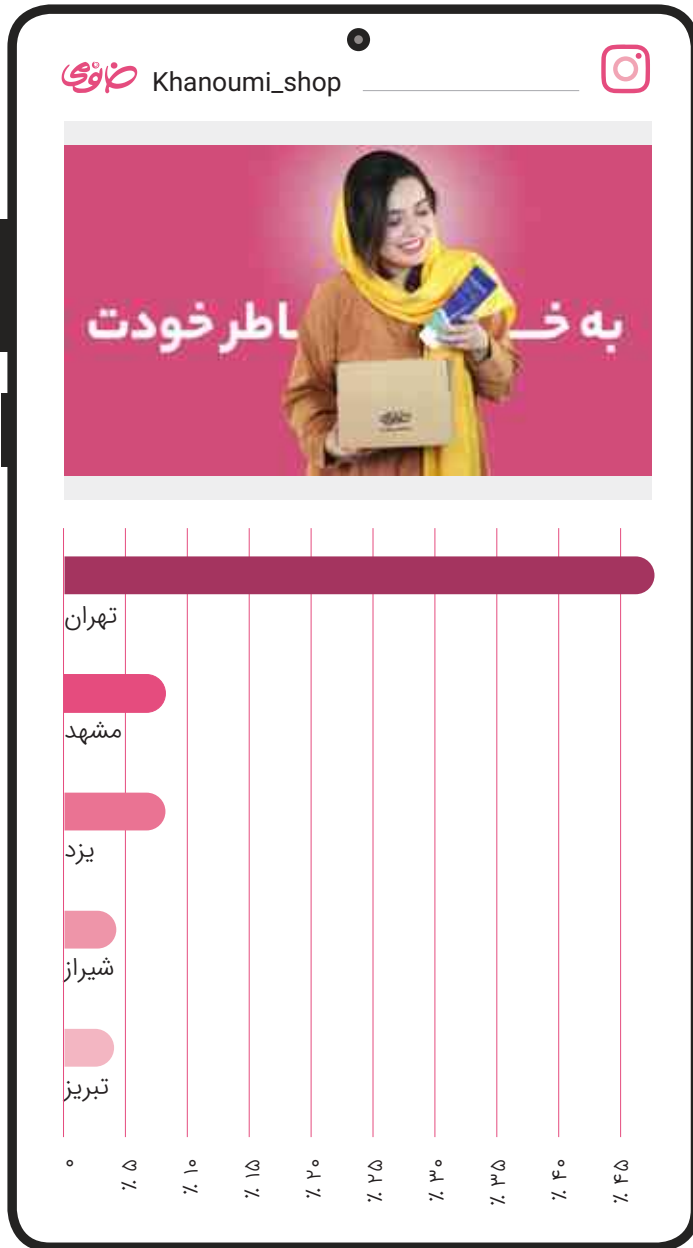 خانومی Khanoumi_shop
به خـــاطر خودت
تهران
مشهد
یزد
شیراز
تبریز
۰
٪ ۵
٪ ۱۰
٪ ۱۵
٪ ۲۰
٪ ۲۵
٪ ۳۰
٪ ۳۵
٪ ۴۰
٪ ۴۵